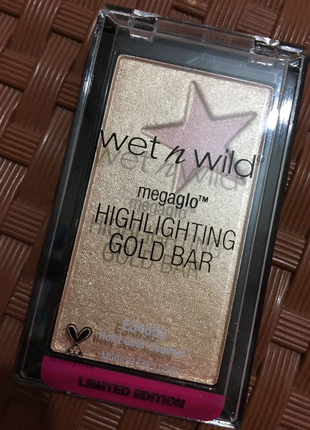 wet n wild®
megaglo™
HIGHLIGHTING
GOLD BAR
LIMITED EDITION